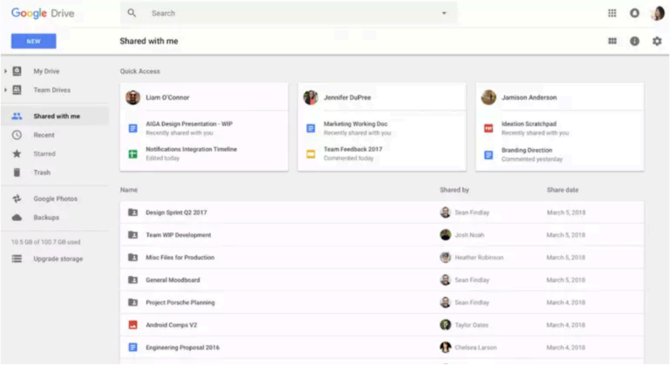 Google Drive
Search
NEW
Shared with me
My Drive
Team Drives
Shared with me
Recent
Starred
Trash
Google Photos
Backups
10.5 GB of 100.7 GB used
Upgrade storage
Quick Access
Liam O'Connor
AIGA Design Presentation - WIP
Recently shared with you
Notifications Integration Timeline
Edited today
Jennifer DuPree
Marketing Working Doc
Recently shared with you
Team Feedback 2017
Commented today
Jamison Anderson
PDF
Ideation Scratchpad
Recently shared with you
Branding Direction
Commented yesterday
Name Shared by Share date
Design Sprint Q2 2017 Sean Findlay March 5, 2018
Team WIP Development Josh Noah March 5, 2018
Misc Files for Production Heather Robinson March 5, 2018
General Moodboard Sean Findlay March 5, 2018
Project Porsche Planning Sean Findlay March 4, 2018
Android Comps V2 Taylor Oates March 4, 2018
Engineering Proposal 2016 Chelsea Larson March 4, 2018